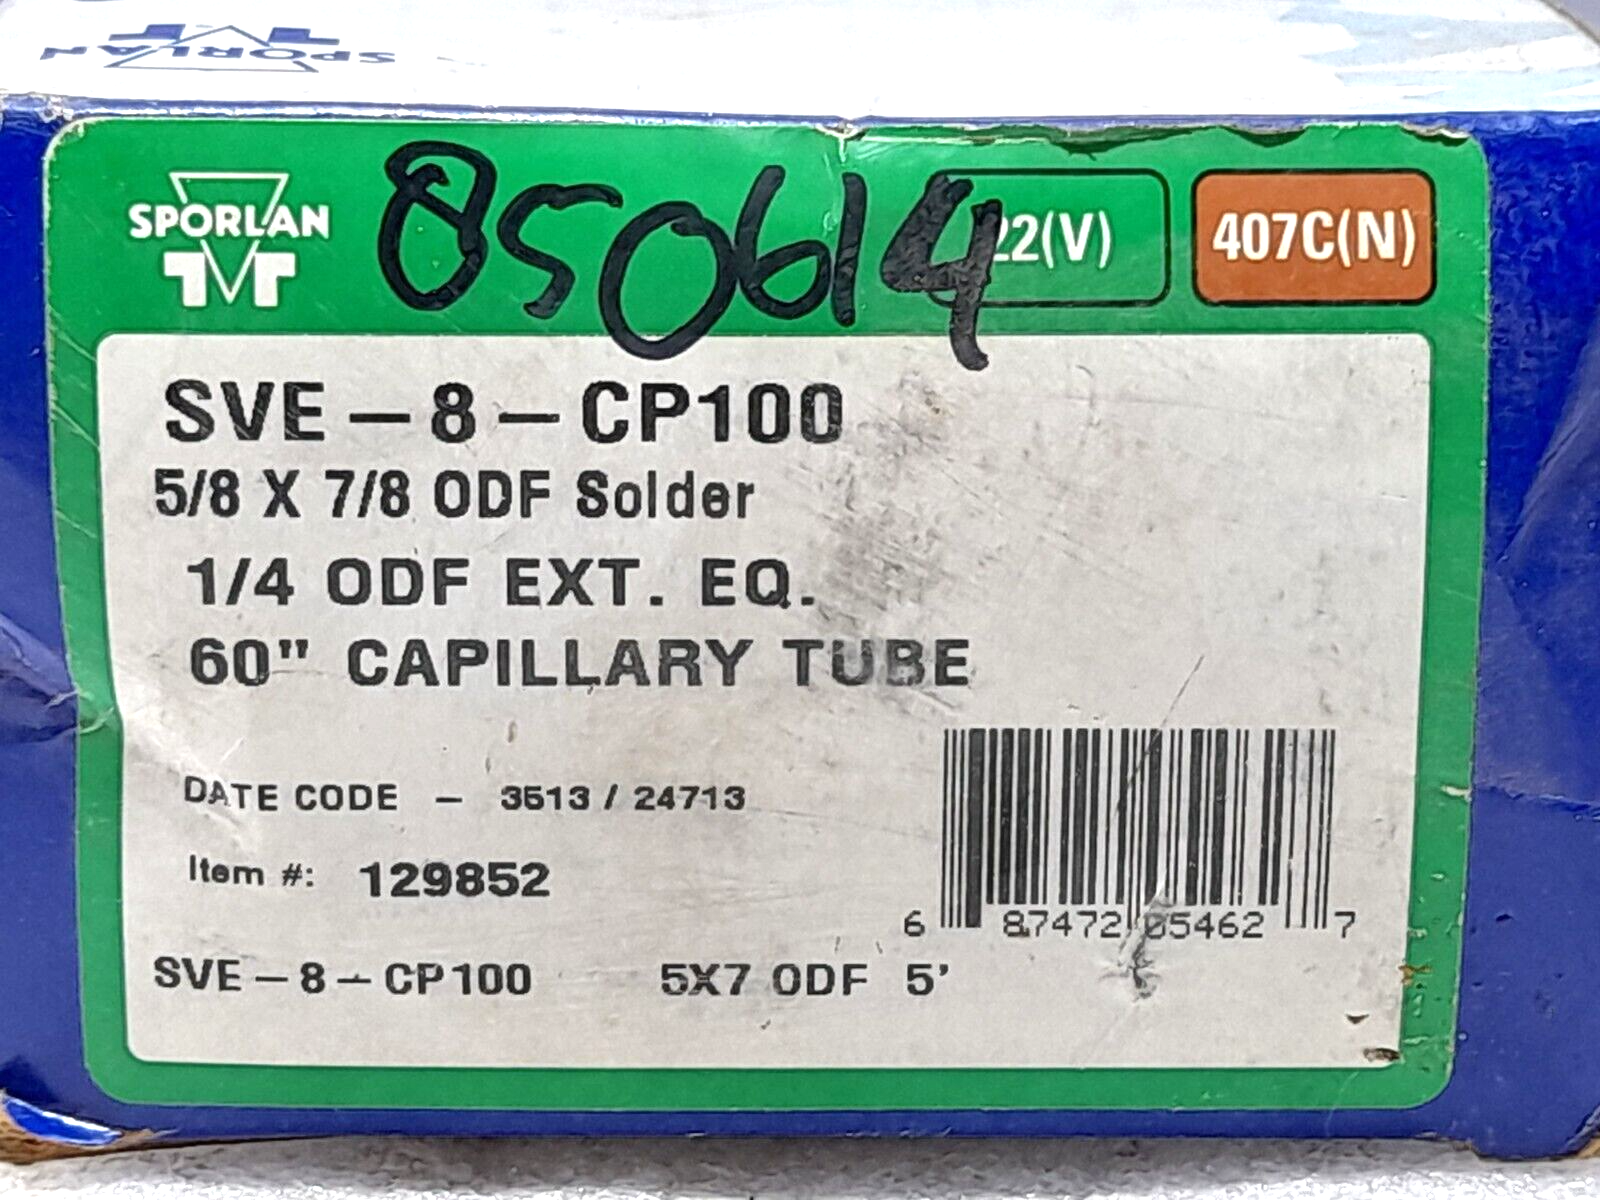 SPORLAN
SPORLAN
850614
22(V)
407C(N)
SVE-8-CP100
5/8 X 7/8 ODF Solder
1/4 ODF EXT. EQ.
60" CAPILLARY TUBE
DATE CODE - 3513 / 24713
Item #: 129852
6 87472 05462 7
SVE-8-CP100 5X7 ODF 5'